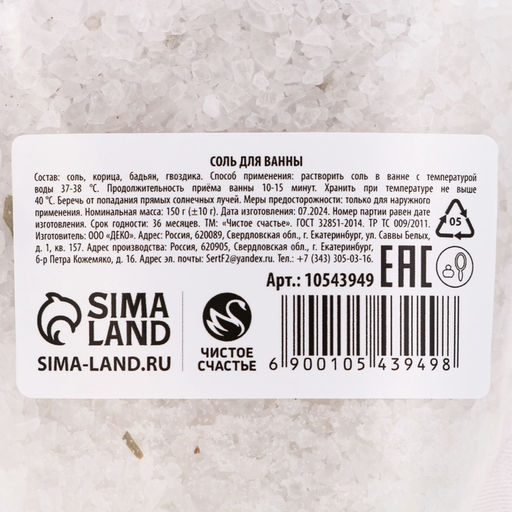 СОЛЬ ДЛЯ ВАННЫ
Состав: соль, корица, бадьян, гвоздика. Способ применения: растворить соль в ванне с температурой
воды 37-38 °C. Продолжительность приёма ванны 10-15 минут. Хранить при температуре не выше
40 °C. Беречь от попадания прямых солнечных лучей. Меры предосторожности: только для наружного
применения. Номинальная масса: 150 г (±10 г). Дата изготовления: 07.2024. Номер партии равен дате
изготовления. Срок годности: 36 месяцев. ТМ: «Чистое счастье». ГОСТ 32851-2014. ТР ТС 009/2011.
Изготовитель: ООО «ДЕКО». Адрес: Россия, 620089, Свердловская обл., г. Екатеринбург, ул. Саввы Белых,
д. 1, кв. 157. Адрес производства: Россия, 620905, Свердловская обл., г. Екатеринбург,
б-р Петра Кожемяко, д. 16. Адрес эл. почты: SertF2@yandex.ru. Тел.: +7 (343) 305-03-16.
05
Арт.: 10543949
EAC
SIMA
LAND
SIMA-LAND.RU
ЧИСТОЕ
СЧАСТЬЕ
6 900105 439498